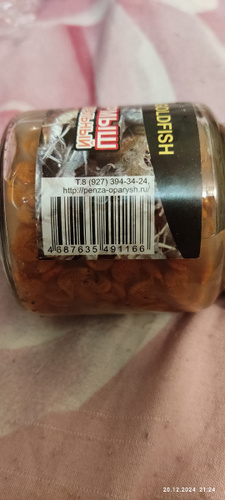 GOLDFISH
Т.8 (927) 394-34-24,
http://penza-oparysh.ru/
4 687635 491166
20.12.2024 21:24